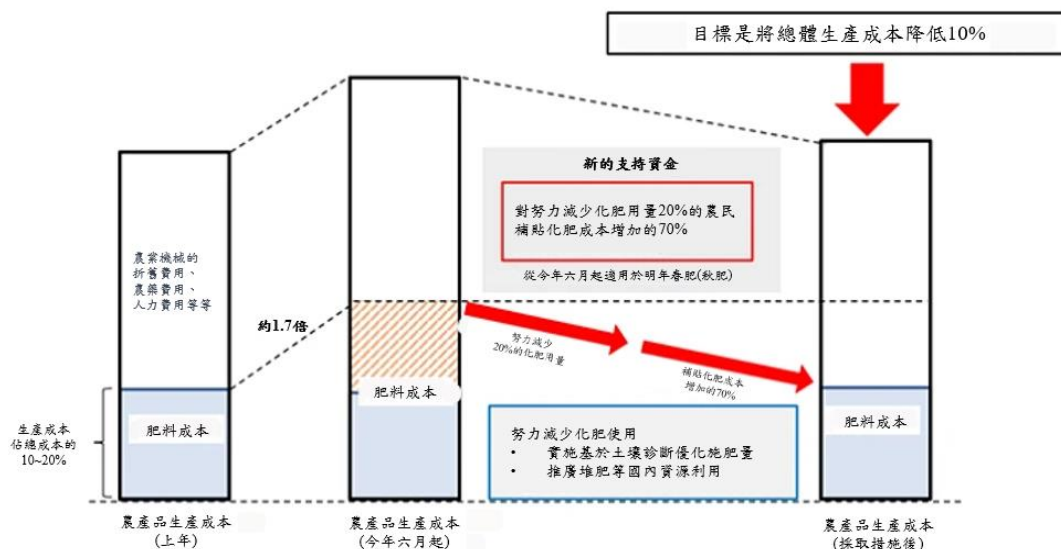 目標是將總體生產成本降低10%
新的支持資金
對努力減少化肥用量20%的農民
補貼化肥成本增加的70%
從今年六月起適用於明年春肥(秋肥)
農業機械的
折舊費用、
農藥費用、
人力費用等等
約1.7倍
努力減少
20%的化肥用量
補貼化肥成本
增加的70%
肥料成本
肥料成本
肥料成本
生產成本
佔總成本的
10~20%
努力減少化肥使用
• 實施基於土壤診斷優化施肥量
• 推廣堆肥等國內資源利用
農產品生產成本
(上年)
農產品生產成本
(今年六月起)
農產品生產成本
(採取措施後)